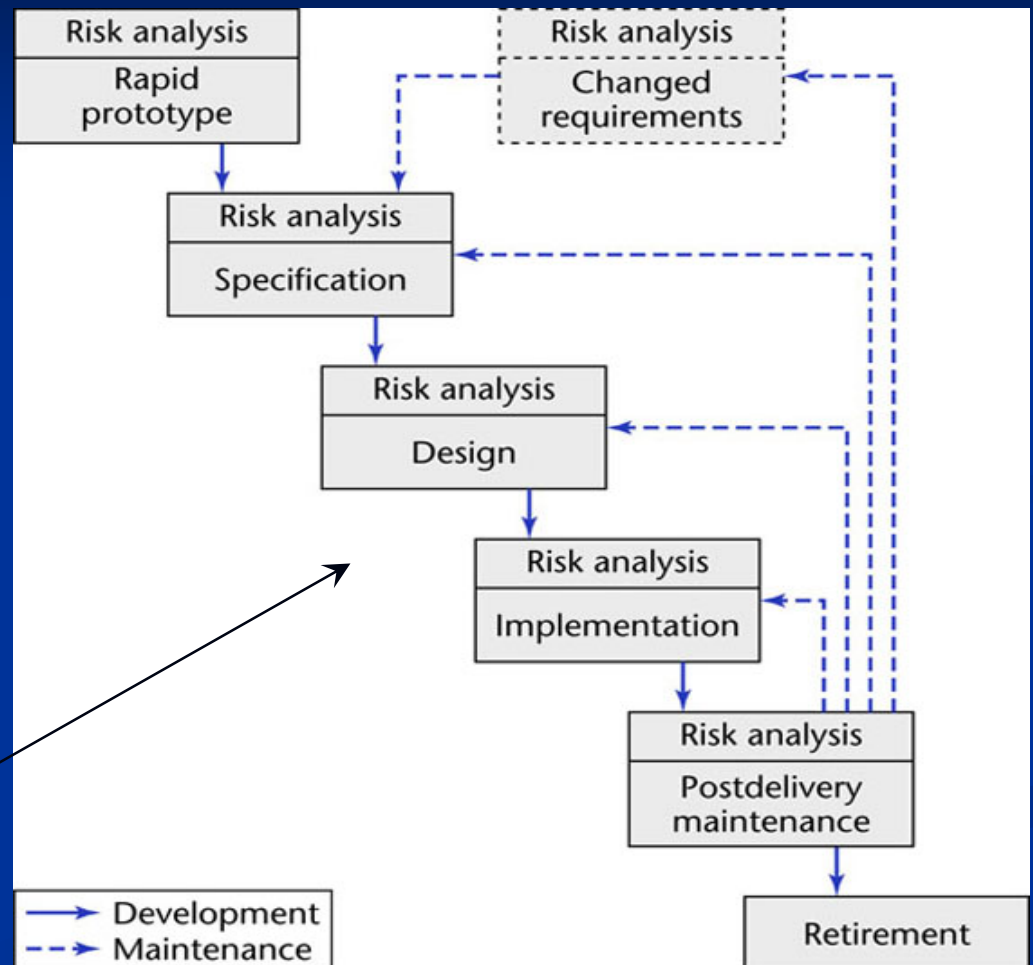 Risk analysis
Rapid
prototype
Risk analysis
Changed
requirements
Risk analysis
Specification
Risk analysis
Design
Risk analysis
Implementation
Risk analysis
Postdelivery
maintenance
Retirement
Development
Maintenance